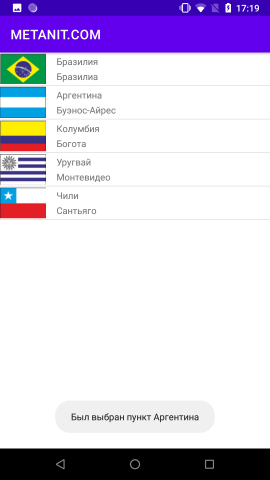 17:19
METANIT.COM
Бразилия
Бразилиа
Аргентина
Буэнос-Айрес
Колумбия
Богота
Уругвай
Монтевидео
Чили
Сантьяго
Был выбран пункт Аргентина